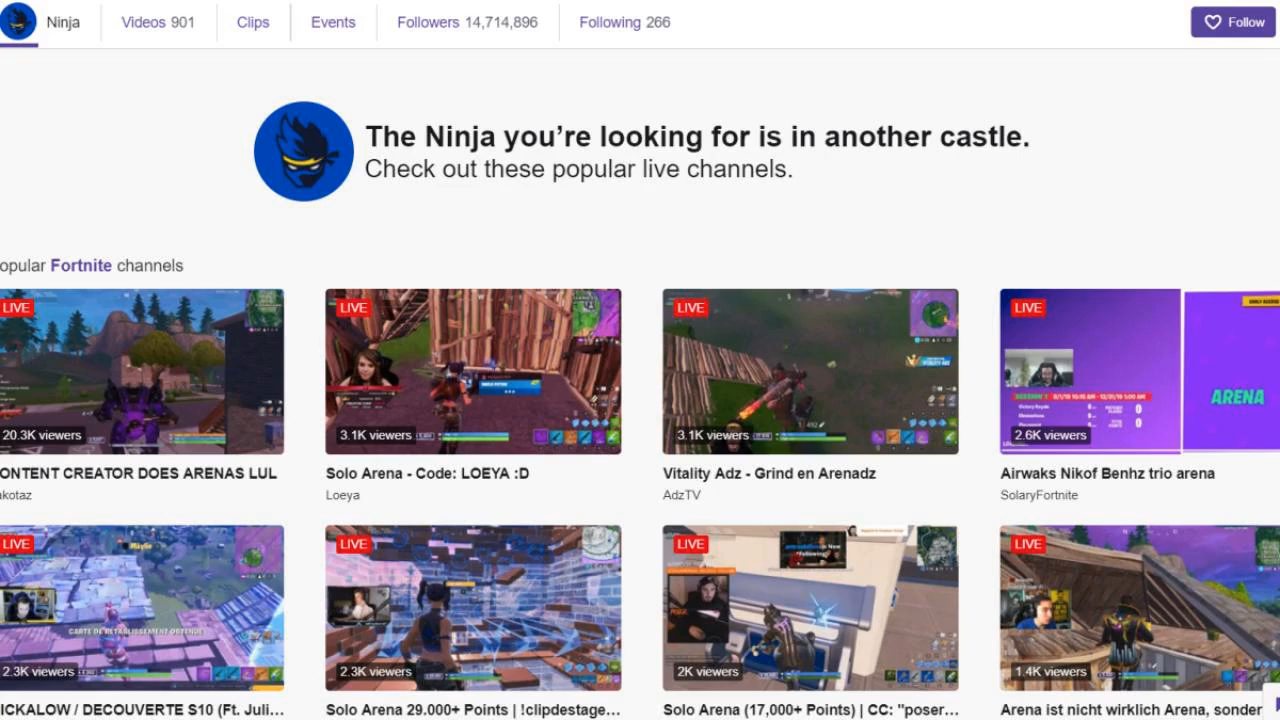 Ninja Videos 901 Clips Events Followers 14,714,896 Following 266 Follow
The Ninja you're looking for is in another castle.
Check out these popular live channels.
opular Fortnite channels
LIVE
LIVE
LIVE
LIVE
ARENA
20.3K viewers
3.1K viewers
3.1K viewers
2.6K viewers
ONTENT CREATOR DOES ARENAS LUL
Solo Arena - Code: LOEYA :D
Vitality Adz - Grind en Arenadz
Airwaks Nikof Benhz trio arena
akotaz
Loeya
AdzTV
SolaryFortnite
LIVE
LIVE
LIVE
LIVE
CARTE DE RÉTABLISSEMENT OBTENUE
2.3K viewers
2.3K viewers
2K viewers
1.4K viewers
ICKALOW / DECOUVERTE S10 (Ft. Juli...
Solo Arena 29.000+ Points | !clipdestage...
Solo Arena (17,000+ Points) | CC: "poser...
Arena ist nicht wirklich Arena, sonder